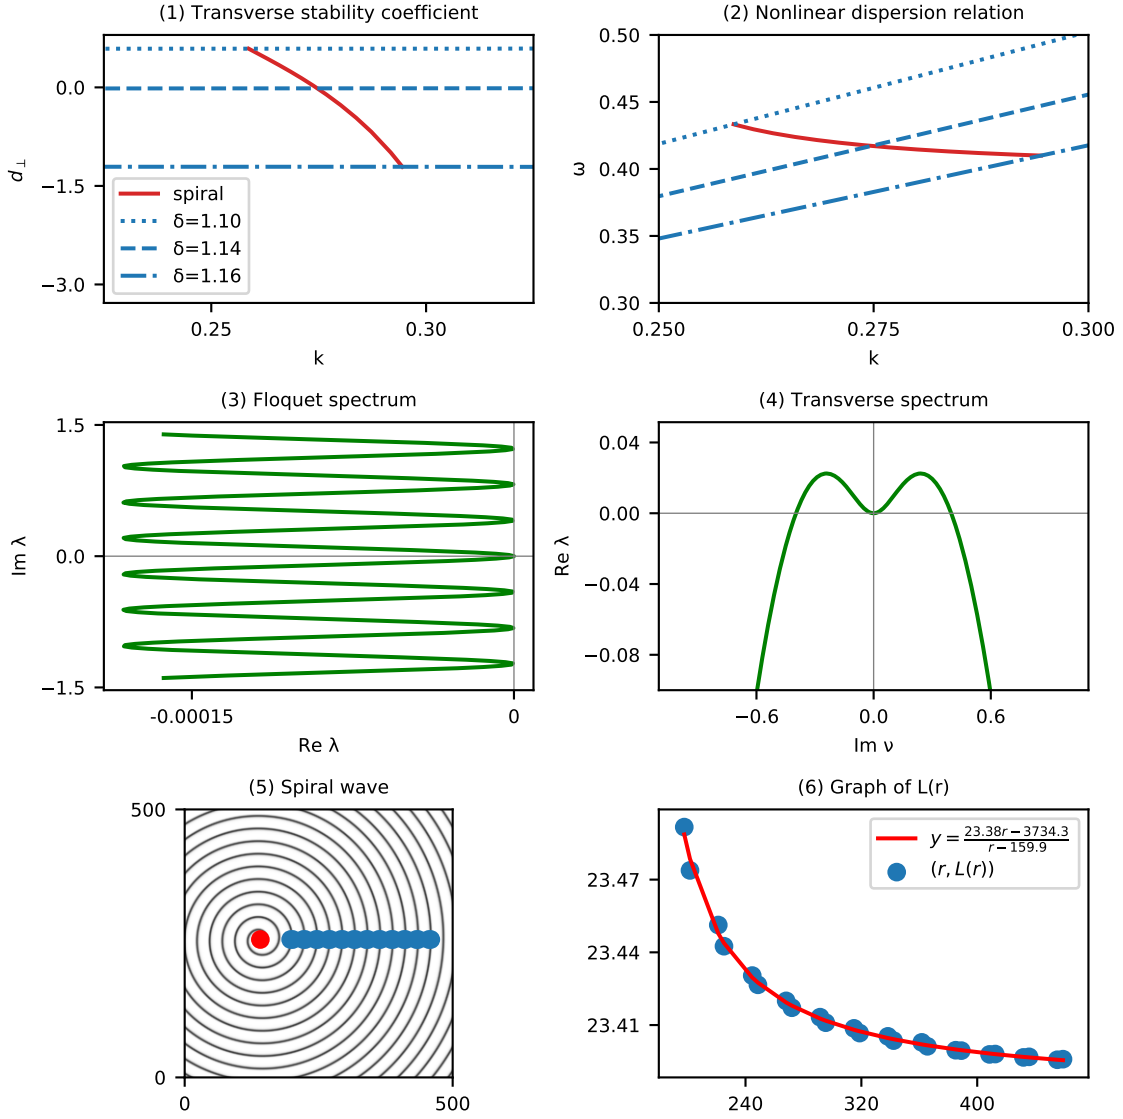 (1) Transverse stability coefficient
0.0
−1.5
−3.0
d⊥
spiral
δ=1.10
δ=1.14
δ=1.16
0.25
0.30
k
(2) Nonlinear dispersion relation
0.50
0.45
0.40
0.35
0.30
ω
0.250
0.275
0.300
k
(3) Floquet spectrum
1.5
0.0
−1.5
Im λ
-0.00015
0
Re λ
(4) Transverse spectrum
0.04
0.00
−0.04
−0.08
Re λ
−0.6
0.0
0.6
Im ν
(5) Spiral wave
500
0
0
500
(6) Graph of L(r)
y = (23.38r−3734.3)/(r−159.9)
(r, L(r))
23.47
23.44
23.41
240
320
400